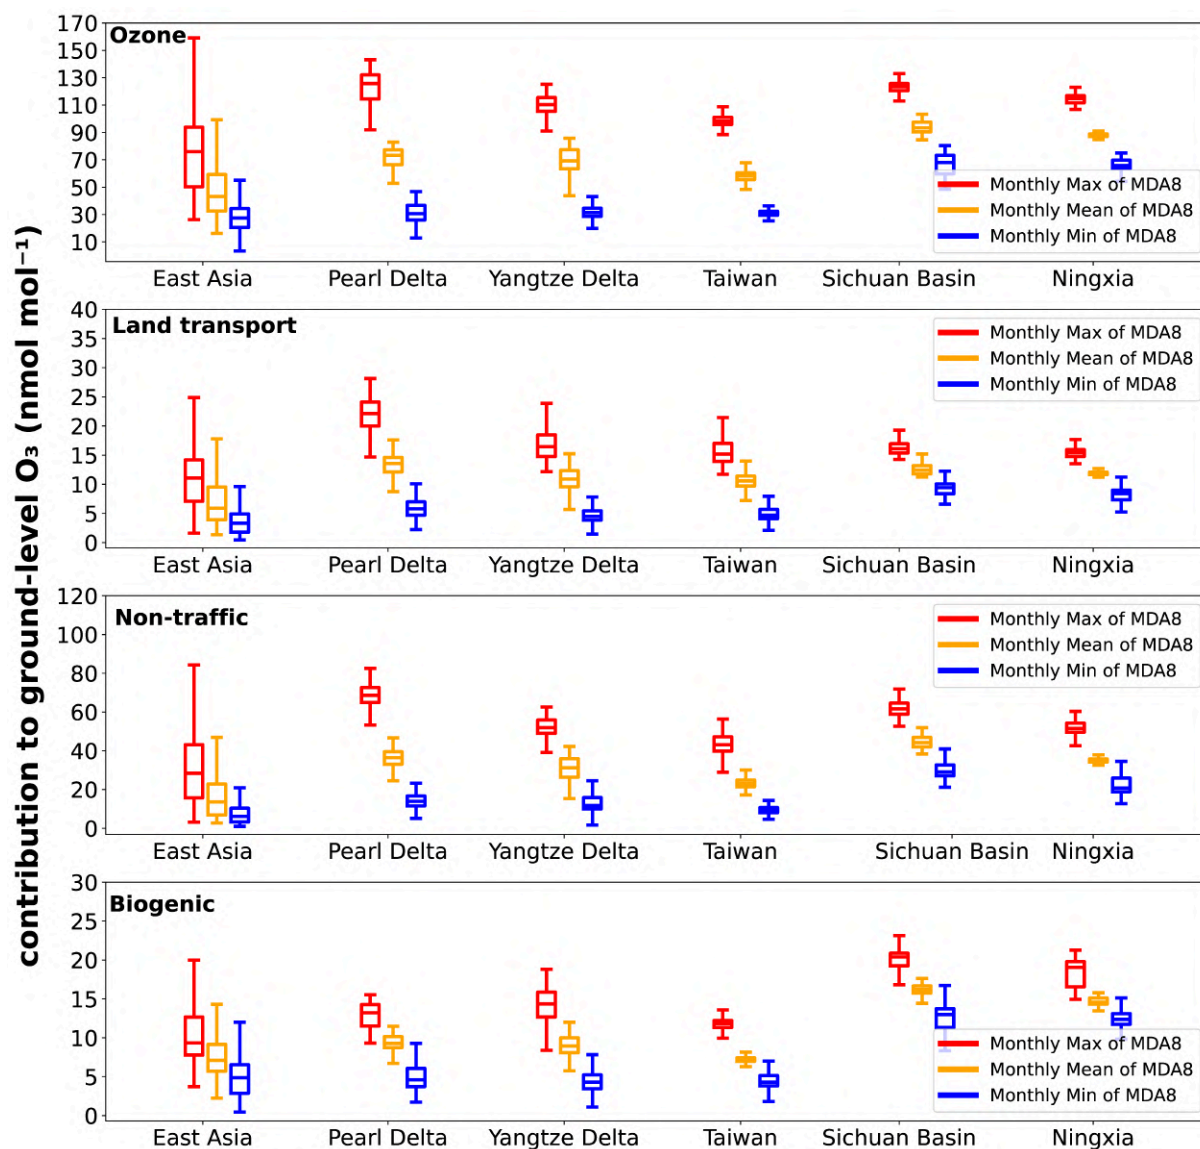 contribution to ground-level O₃ (nmol mol⁻¹)
Ozone
170
150
130
110
90
70
50
30
10
Monthly Max of MDA8
Monthly Mean of MDA8
Monthly Min of MDA8
East Asia Pearl Delta Yangtze Delta Taiwan Sichuan Basin Ningxia
Land transport
40
35
30
25
20
15
10
5
0
Monthly Max of MDA8
Monthly Mean of MDA8
Monthly Min of MDA8
East Asia Pearl Delta Yangtze Delta Taiwan Sichuan Basin Ningxia
Non-traffic
120
100
80
60
40
20
0
Monthly Max of MDA8
Monthly Mean of MDA8
Monthly Min of MDA8
East Asia Pearl Delta Yangtze Delta Taiwan Sichuan Basin Ningxia
Biogenic
30
25
20
15
10
5
0
Monthly Max of MDA8
Monthly Mean of MDA8
Monthly Min of MDA8
East Asia Pearl Delta Yangtze Delta Taiwan Sichuan Basin Ningxia